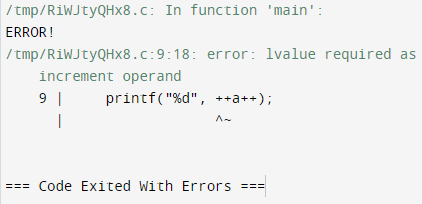 /tmp/RiWJtyQHx8.c: In function 'main':
ERROR!
/tmp/RiWJtyQHx8.c:9:18: error: lvalue required as
    increment operand
    9 |     printf("%d", ++a++);
      |                  ^~
=== Code Exited With Errors ===